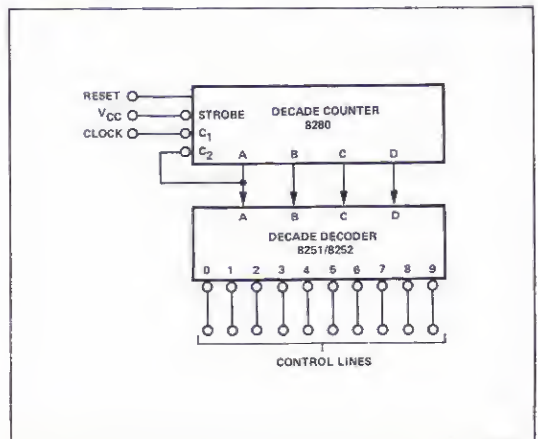 RESET
VCC STROBE DECADE COUNTER
CLOCK C1 8280
C2 A B C D
A B C D
DECADE DECODER
8251/8252
0 1 2 3 4 5 6 7 8 9
CONTROL LINES